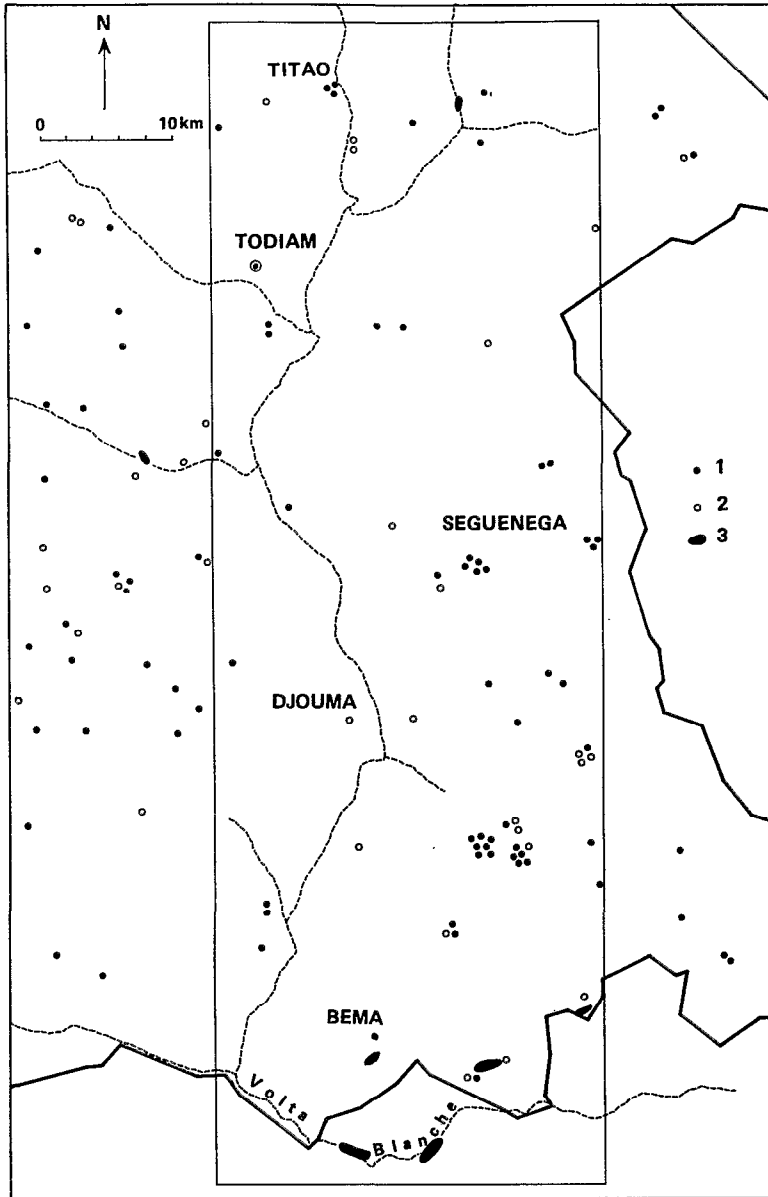 N
TITAO
0 10km
TODIAM
1
2
SEGUENEGA
3
DJOUMA
BEMA
Volta
Blanche